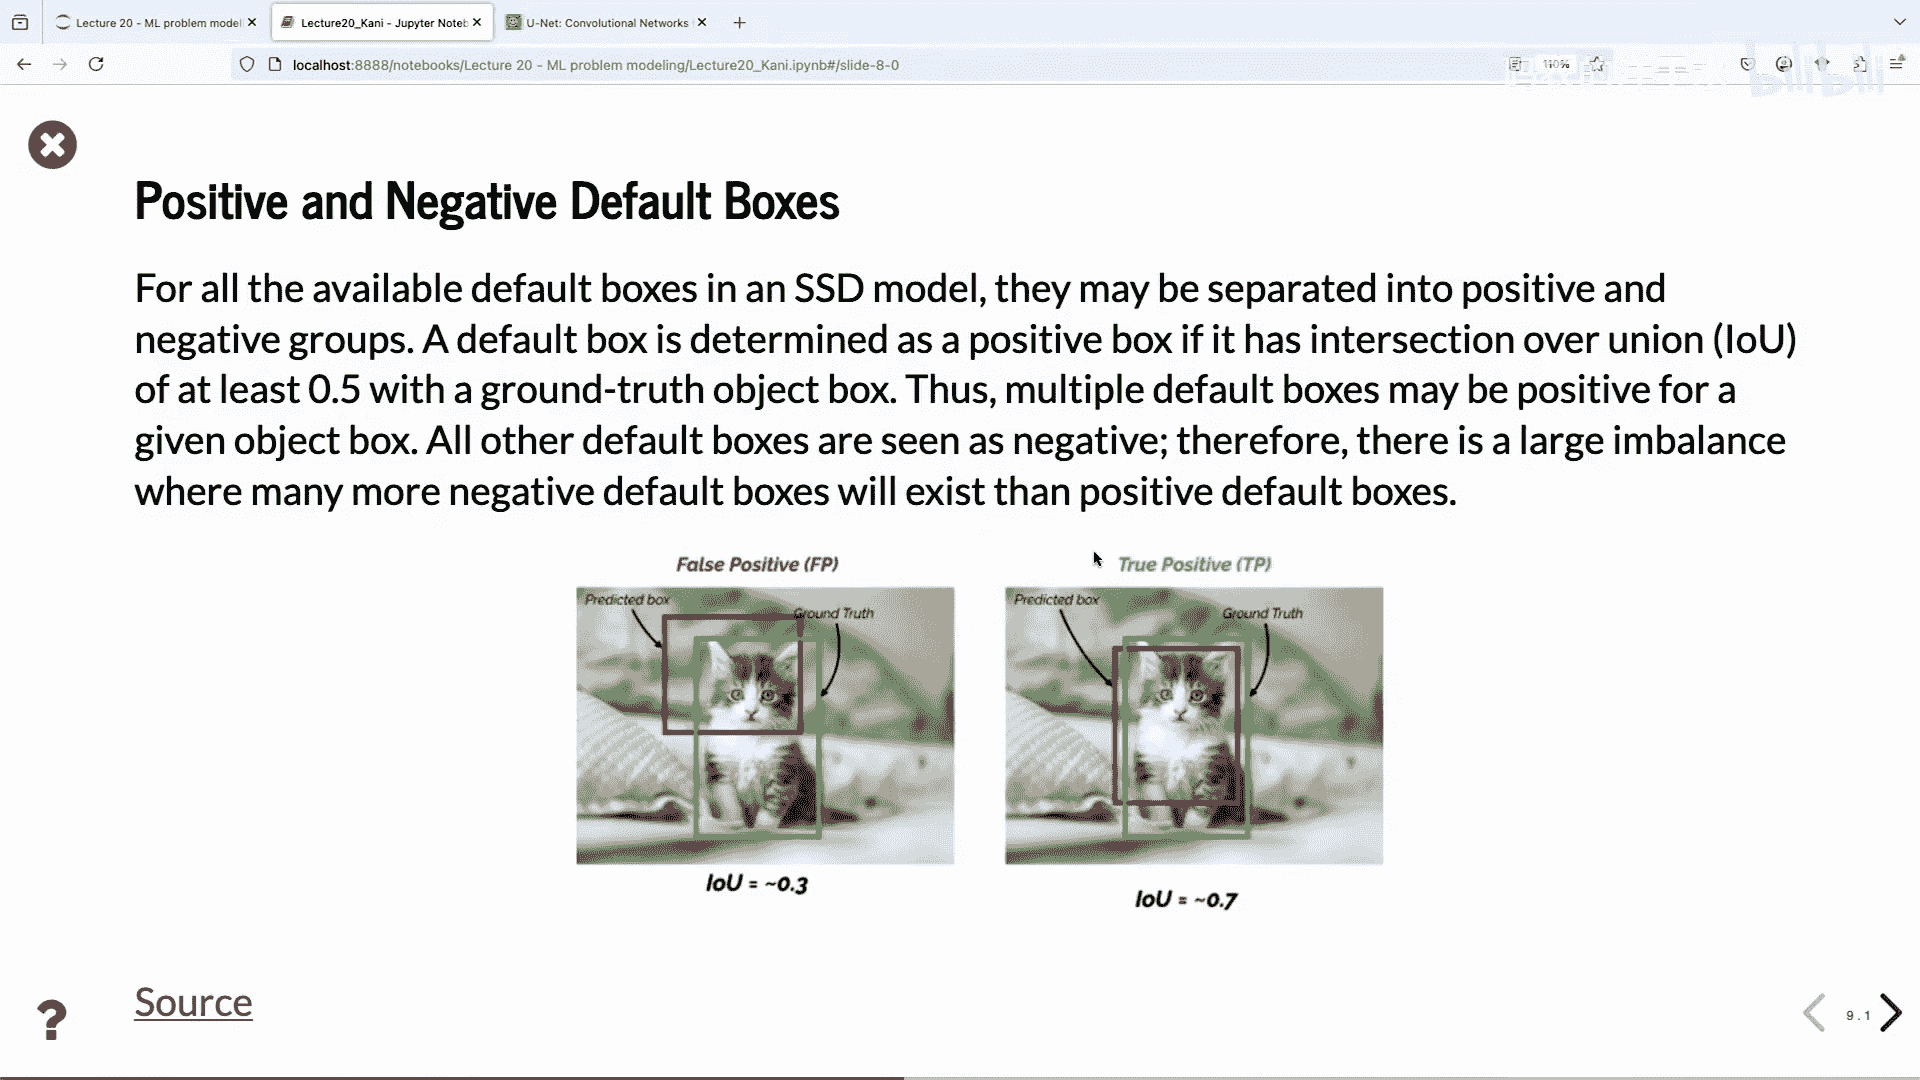 Lecture 20 - ML problem model
Lecture20_Kani - Jupyter Noteb
U-Net: Convolutional Networks
localhost:8888/notebooks/Lecture 20 - ML problem modeling/Lecture20_Kani.ipynb#/slide-8-0
110%
bilibili
Positive and Negative Default Boxes
For all the available default boxes in an SSD model, they may be separated into positive and
negative groups. A default box is determined as a positive box if it has intersection over union (IoU)
of at least 0.5 with a ground-truth object box. Thus, multiple default boxes may be positive for a
given object box. All other default boxes are seen as negative; therefore, there is a large imbalance
where many more negative default boxes will exist than positive default boxes.
False Positive (FP)
True Positive (TP)
Predicted box
Ground Truth
Predicted box
Ground Truth
IoU = ~0.3
IoU = ~0.7
Source
?
9.1